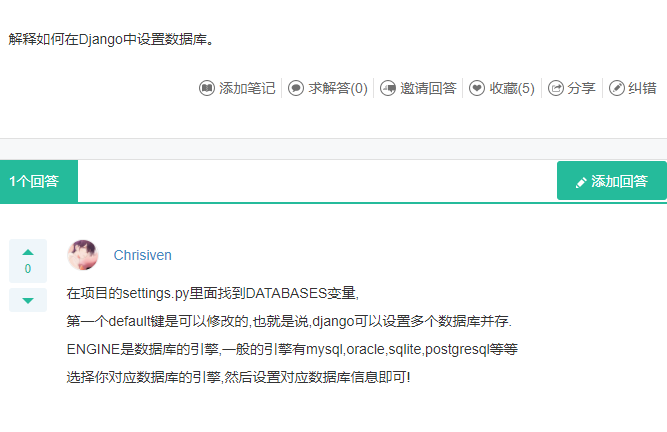 解释如何在Django中设置数据库。
添加笔记 求解答(0) 邀请回答 收藏(5) 分享 纠错
1个回答 添加回答
Chrisiven
0
在项目的settings.py里面找到DATABASES变量,
第一个default键是可以修改的,也就是说,django可以设置多个数据库并存.
ENGINE是数据库的引擎,一般的引擎有mysql,oracle,sqlite,postgresql等等
选择你对应数据库的引擎,然后设置对应数据库信息即可!